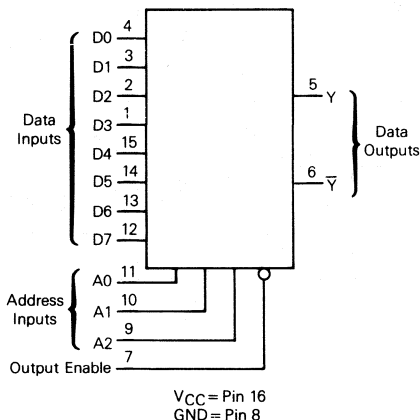 D0 4
D1 3
D2 2
D3 1
D4 15
D5 14
D6 13
D7 12
Data
Inputs
5 Y
6 Y̅
Data
Outputs
A0 11
A1 10
A2 9
Address
Inputs
Output Enable 7
VCC = Pin 16
GND = Pin 8